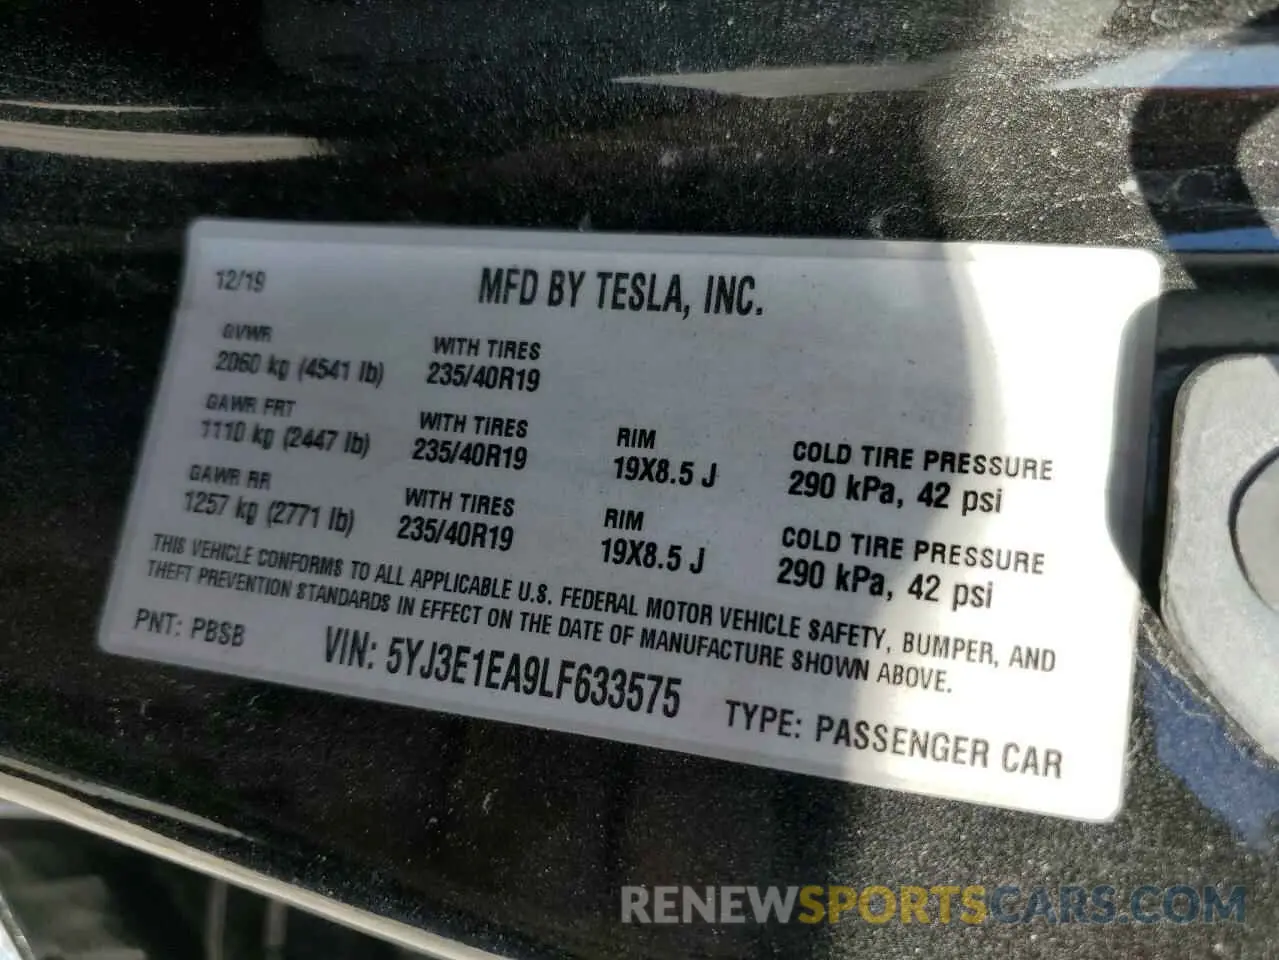 12/19
MFD BY TESLA, INC.
GVWR
2060 kg (4541 lb)
WITH TIRES
235/40R19
GAWR FRT
1110 kg (2447 lb)
WITH TIRES
235/40R19
RIM
19X8.5 J
COLD TIRE PRESSURE
290 kPa, 42 psi
GAWR RR
1257 kg (2771 lb)
WITH TIRES
235/40R19
RIM
19X8.5 J
COLD TIRE PRESSURE
290 kPa, 42 psi
THIS VEHICLE CONFORMS TO ALL APPLICABLE U.S. FEDERAL MOTOR VEHICLE SAFETY, BUMPER, AND
THEFT PREVENTION STANDARDS IN EFFECT ON THE DATE OF MANUFACTURE SHOWN ABOVE.
PNT: PBSB
VIN: 5YJ3E1EA9LF633575
TYPE: PASSENGER CAR
RENEWSPORTSCARS.COM